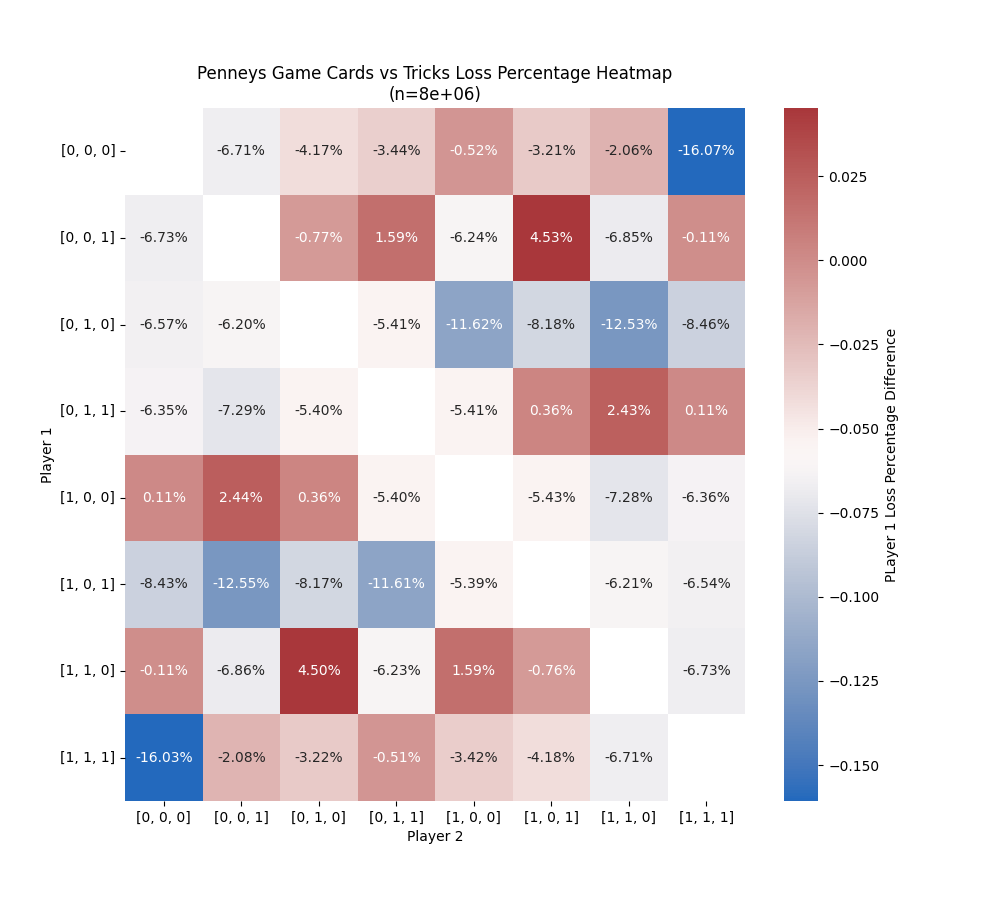 Penneys Game Cards vs Tricks Loss Percentage Heatmap
(n=8e+06)
[0, 0, 0] -6.71% -4.17% -3.44% -0.52% -3.21% -2.06% -16.07%
[0, 0, 1] -6.73% -0.77% 1.59% -6.24% 4.53% -6.85% -0.11%
[0, 1, 0] -6.57% -6.20% -5.41% -11.62% -8.18% -12.53% -8.46%
[0, 1, 1] -6.35% -7.29% -5.40% -5.41% 0.36% 2.43% 0.11%
[1, 0, 0] 0.11% 2.44% 0.36% -5.40% -5.43% -7.28% -6.36%
[1, 0, 1] -8.43% -12.55% -8.17% -11.61% -5.39% -6.21% -6.54%
[1, 1, 0] -0.11% -6.86% 4.50% -6.23% 1.59% -0.76% -6.73%
[1, 1, 1] -16.03% -2.08% -3.22% -0.51% -3.42% -4.18% -6.71%
[0, 0, 0] [0, 0, 1] [0, 1, 0] [0, 1, 1] [1, 0, 0] [1, 0, 1] [1, 1, 0] [1, 1, 1]
Player 2
Player 1
0.025
0.000
−0.025
−0.050
−0.075
−0.100
−0.125
−0.150
PLayer 1 Loss Percentage Difference